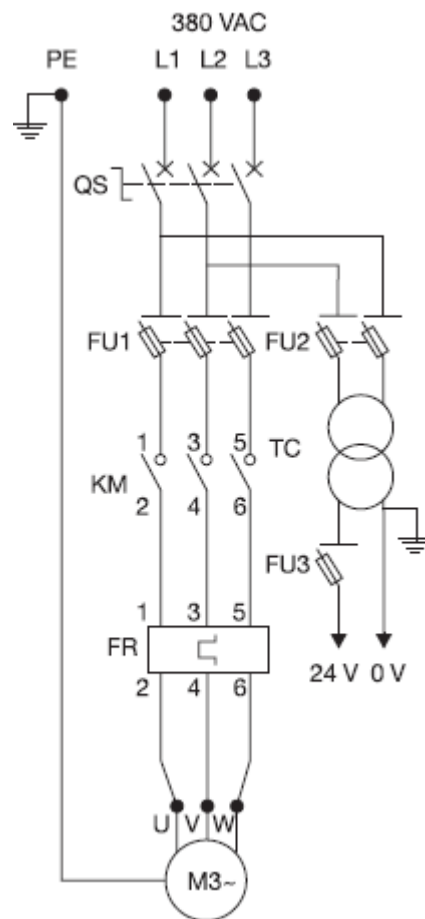 380 VAC
PE L1 L2 L3
QS
FU1 FU2
1 3 5 TC
KM
2 4 6
FU3
1 3 5
FR
2 4 6
24 V 0 V
U V W
M3~